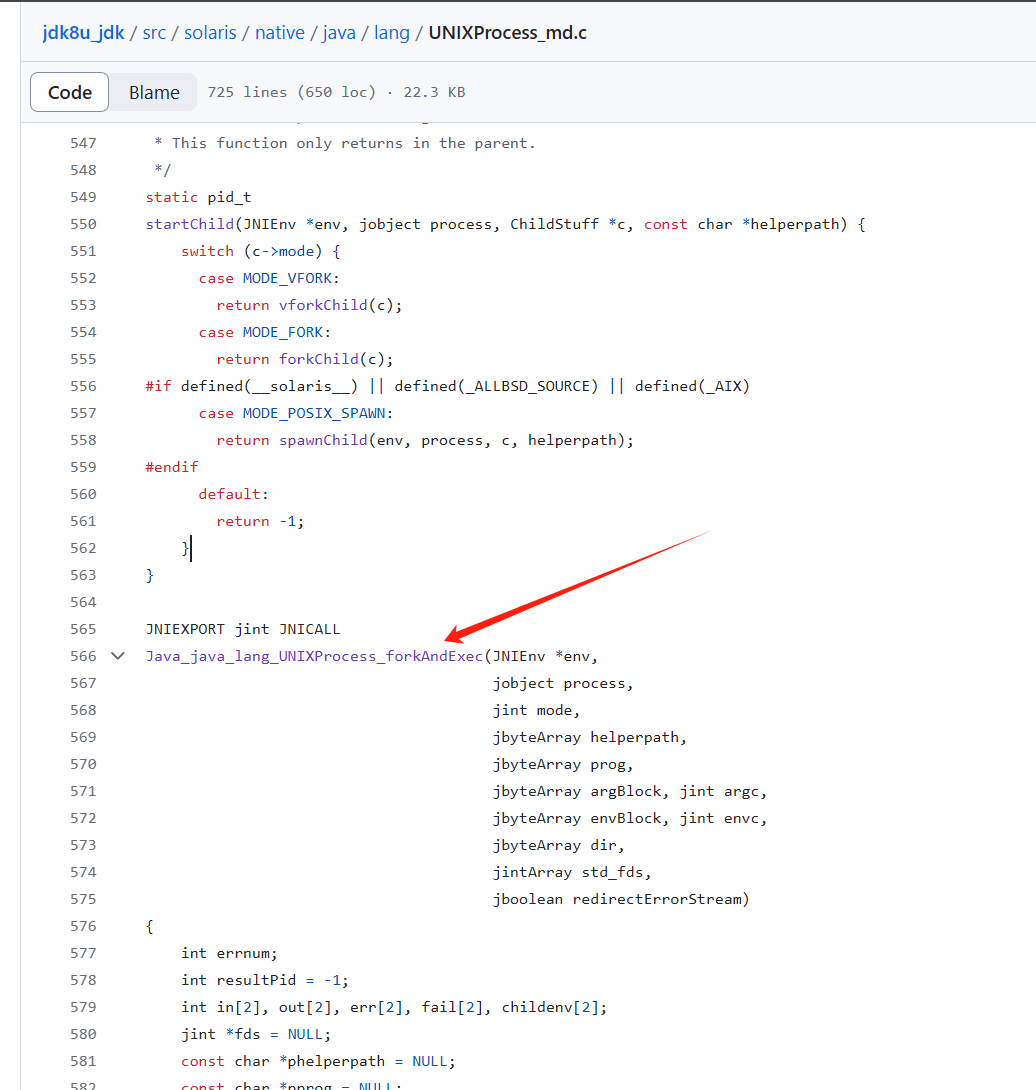 jdk8u_jdk / src / solaris / native / java / lang / UNIXProcess_md.c
Code Blame 725 lines (650 loc) · 22.3 KB
547 * This function only returns in the parent.
548 */
549 static pid_t
550 startChild(JNIEnv *env, jobject process, ChildStuff *c, const char *helperpath) {
551 switch (c->mode) {
552 case MODE_VFORK:
553 return vforkChild(c);
554 case MODE_FORK:
555 return forkChild(c);
556 #if defined(__solaris__) || defined(_ALLBSD_SOURCE) || defined(_AIX)
557 case MODE_POSIX_SPAWN:
558 return spawnChild(env, process, c, helperpath);
559 #endif
560 default:
561 return -1;
562 }
563 }
564
565 JNIEXPORT jint JNICALL
566 Java_java_lang_UNIXProcess_forkAndExec(JNIEnv *env,
567 jobject process,
568 jint mode,
569 jbyteArray helperpath,
570 jbyteArray prog,
571 jbyteArray argBlock, jint argc,
572 jbyteArray envBlock, jint envc,
573 jbyteArray dir,
574 jintArray std_fds,
575 jboolean redirectErrorStream)
576 {
577 int errnum;
578 int resultPid = -1;
579 int in[2], out[2], err[2], fail[2], childenv[2];
580 jint *fds = NULL;
581 const char *phelperpath = NULL;
582 const char *pprog = NULL;